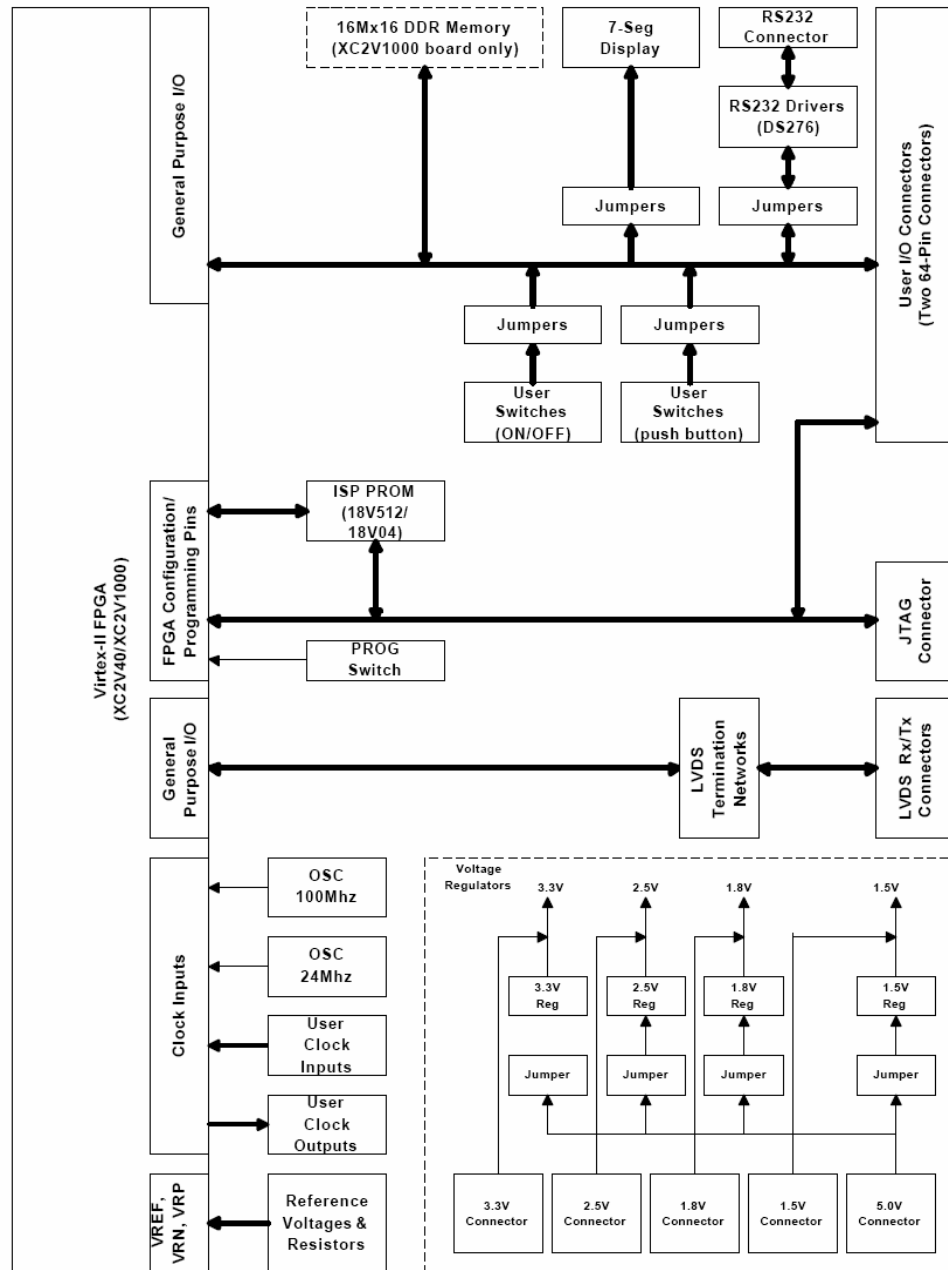 16Mx16 DDR Memory
(XC2V1000 board only)
7-Seg
Display
RS232
Connector
RS232 Drivers
(DS276)
General Purpose I/O
User I/O Connectors
(Two 64-Pin Connectors)
Jumpers
Jumpers
Jumpers
Jumpers
User
Switches
(ON/OFF)
User
Switches
(push button)
Virtex-II FPGA
(XC2V40/XC2V1000)
FPGA Configuration/
Programming Pins
ISP PROM
(18V512/
18V04)
PROG
Switch
JTAG
Connector
General
Purpose I/O
LVDS
Termination
Networks
LVDS Rx/Tx
Connectors
Clock Inputs
OSC
100Mhz
OSC
24Mhz
User
Clock
Inputs
User
Clock
Outputs
VREF,
VRN, VRP
Reference
Voltages &
Resistors
Voltage
Regulators
3.3V
2.5V
1.8V
1.5V
3.3V
Reg
2.5V
Reg
1.8V
Reg
1.5V
Reg
Jumper
Jumper
Jumper
Jumper
3.3V
Connector
2.5V
Connector
1.8V
Connector
1.5V
Connector
5.0V
Connector